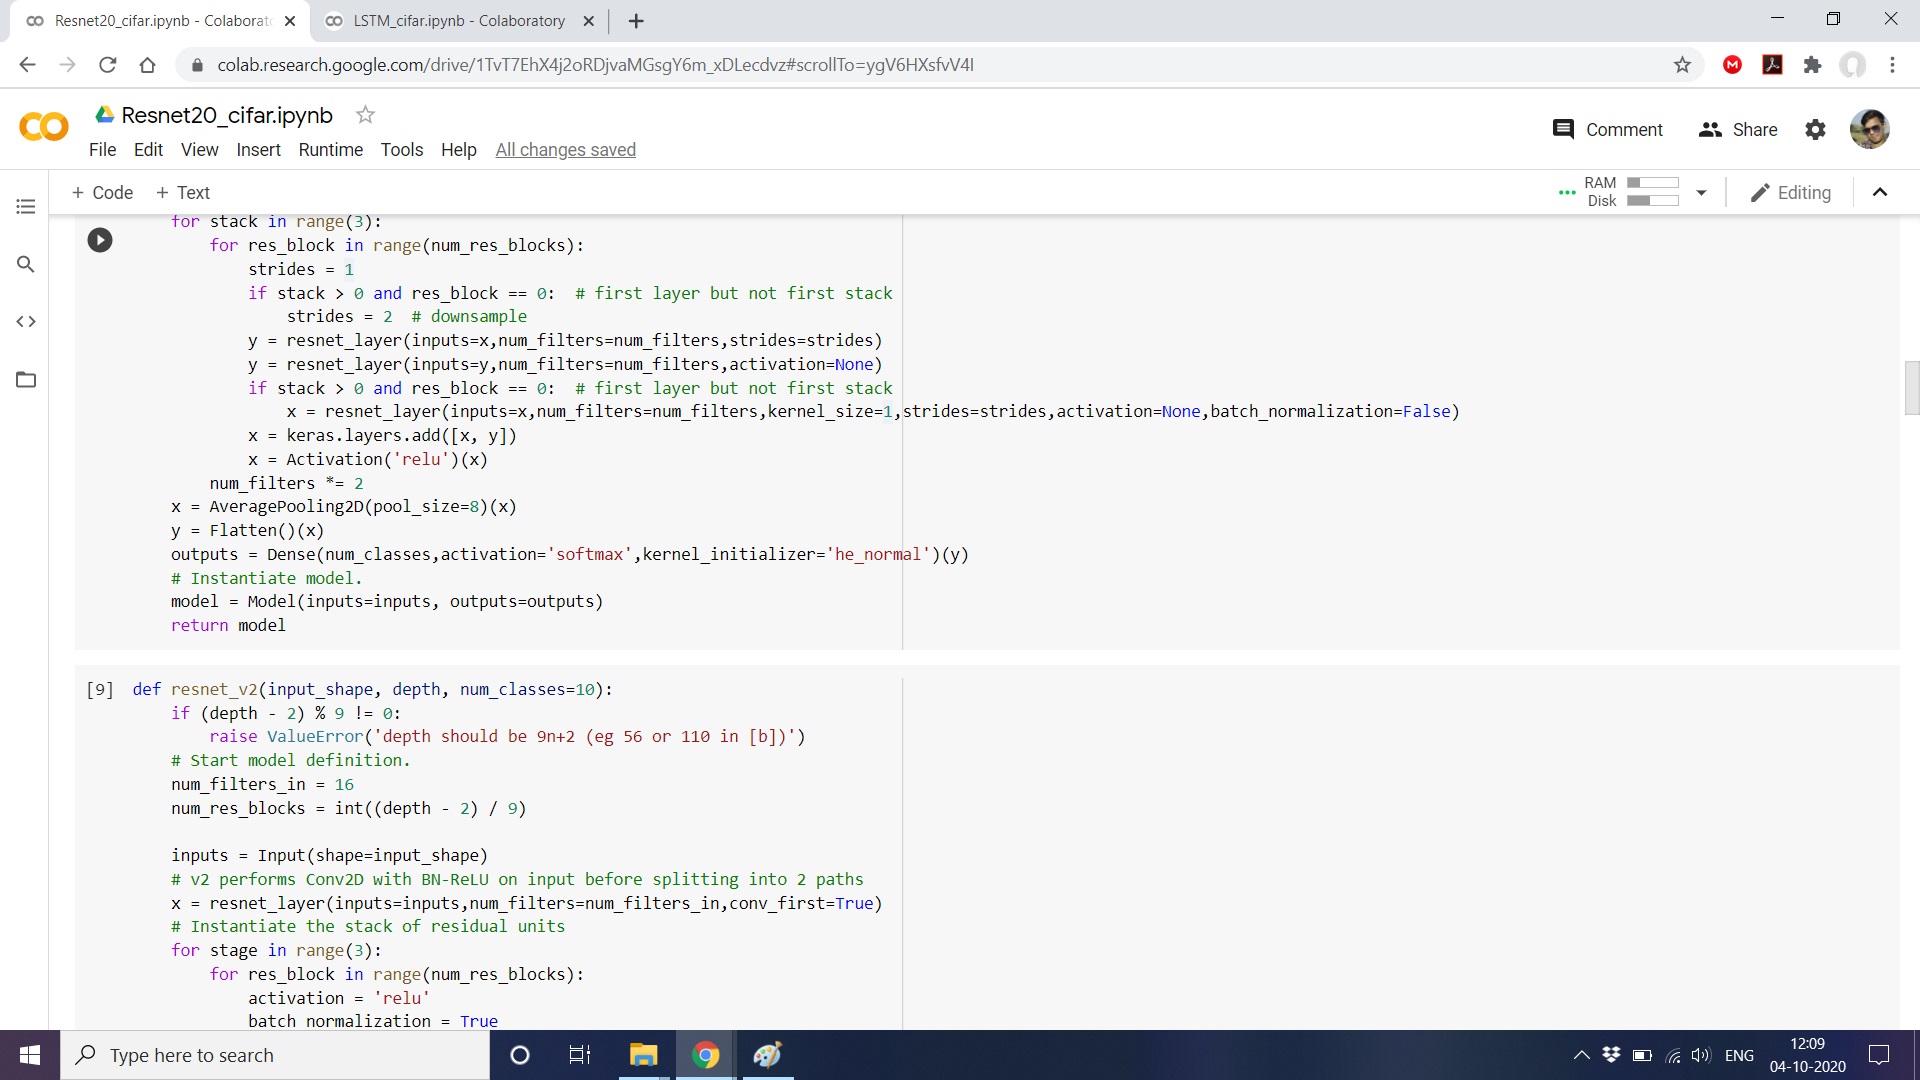 Resnet20_cifar.ipynb - Colaborat
LSTM_cifar.ipynb - Colaboratory
colab.research.google.com/drive/1TvT7EhX4j2oRDjvaMGsgY6m_xDLecdvz#scrollTo=ygV6HXsfvV4I
Resnet20_cifar.ipynb
File Edit View Insert Runtime Tools Help All changes saved
Comment Share
+ Code + Text
RAM
Disk
Editing
for stack in range(3):
for res_block in range(num_res_blocks):
strides = 1
if stack > 0 and res_block == 0:  # first layer but not first stack
strides = 2  # downsample
y = resnet_layer(inputs=x,num_filters=num_filters,strides=strides)
y = resnet_layer(inputs=y,num_filters=num_filters,activation=None)
if stack > 0 and res_block == 0:  # first layer but not first stack
x = resnet_layer(inputs=x,num_filters=num_filters,kernel_size=1,strides=strides,activation=None,batch_normalization=False)
x = keras.layers.add([x, y])
x = Activation('relu')(x)
num_filters *= 2
x = AveragePooling2D(pool_size=8)(x)
y = Flatten()(x)
outputs = Dense(num_classes,activation='softmax',kernel_initializer='he_normal')(y)
# Instantiate model.
model = Model(inputs=inputs, outputs=outputs)
return model
[9] def resnet_v2(input_shape, depth, num_classes=10):
if (depth - 2) % 9 != 0:
raise ValueError('depth should be 9n+2 (eg 56 or 110 in [b])')
# Start model definition.
num_filters_in = 16
num_res_blocks = int((depth - 2) / 9)
inputs = Input(shape=input_shape)
# v2 performs Conv2D with BN-ReLU on input before splitting into 2 paths
x = resnet_layer(inputs=inputs,num_filters=num_filters_in,conv_first=True)
# Instantiate the stack of residual units
for stage in range(3):
for res_block in range(num_res_blocks):
activation = 'relu'
batch_normalization = True
Type here to search
ENG
12:09
04-10-2020